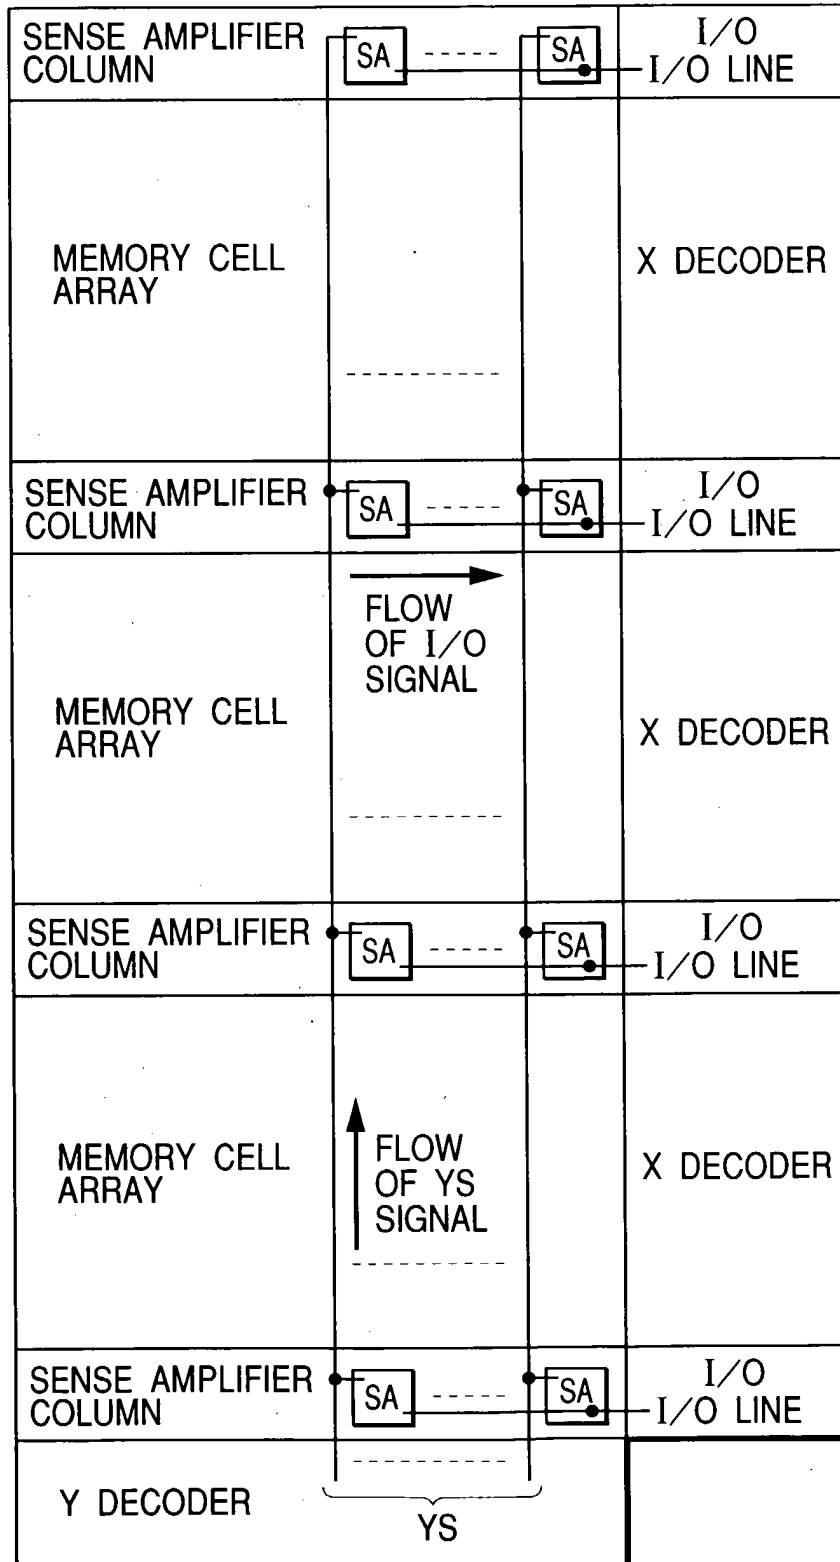 SENSE AMPLIFIER
COLUMN
SA
SA
I/O
I/O LINE
MEMORY CELL
ARRAY
X DECODER
SENSE AMPLIFIER
COLUMN
SA
SA
I/O
I/O LINE
FLOW
OF I/O
SIGNAL
MEMORY CELL
ARRAY
X DECODER
SENSE AMPLIFIER
COLUMN
SA
SA
I/O
I/O LINE
MEMORY CELL
ARRAY
FLOW
OF YS
SIGNAL
X DECODER
SENSE AMPLIFIER
COLUMN
SA
SA
I/O
I/O LINE
Y DECODER
YS